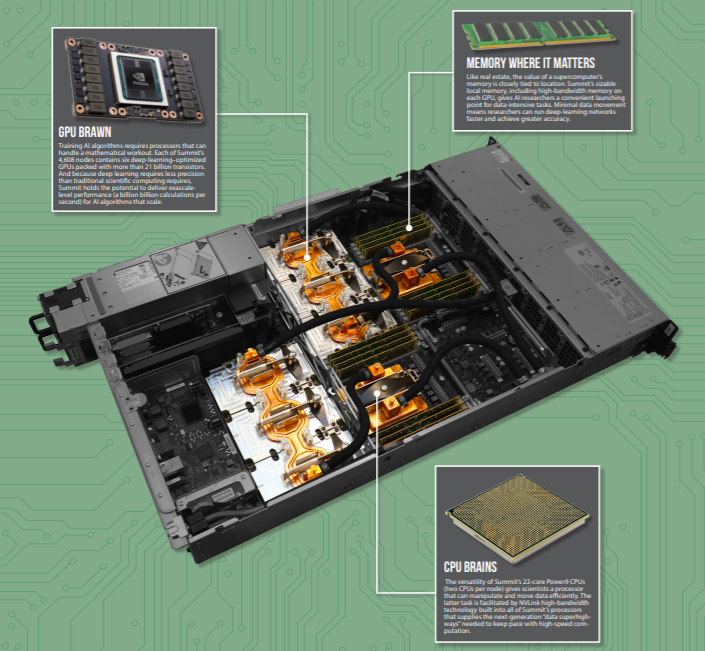 GPU BRAWN
Training AI algorithms requires processors that can
handle a mathematical workout. Each of Summit's
4,608 nodes contains six deep-learning-optimized
GPUs packed with more than 21 billion transistors.
And because deep learning requires less precision
than traditional scientific computing requires,
Summit holds the potential to deliver exascale-
level performance (a billion billion calculations per
second) for AI algorithms that scale.
MEMORY WHERE IT MATTERS
Like real estate, the value of a supercomputer's
memory is closely tied to location. Summit's sizable
local memory, including high-bandwidth memory on
each GPU, gives AI researchers a convenient launching
point for data-intensive tasks. Minimal data movement
means researchers can run deep-learning networks
faster and achieve greater accuracy.
CPU BRAINS
The versatility of Summit's 22-core Power9 CPUs
(two CPUs per node) gives scientists a processor
that can manipulate and move data efficiently. The
latter task is facilitated by NVLink high-bandwidth
technology built into all of Summit's processors
that supplies the next-generation "data superhigh-
ways" needed to keep pace with high-speed com-
putation.